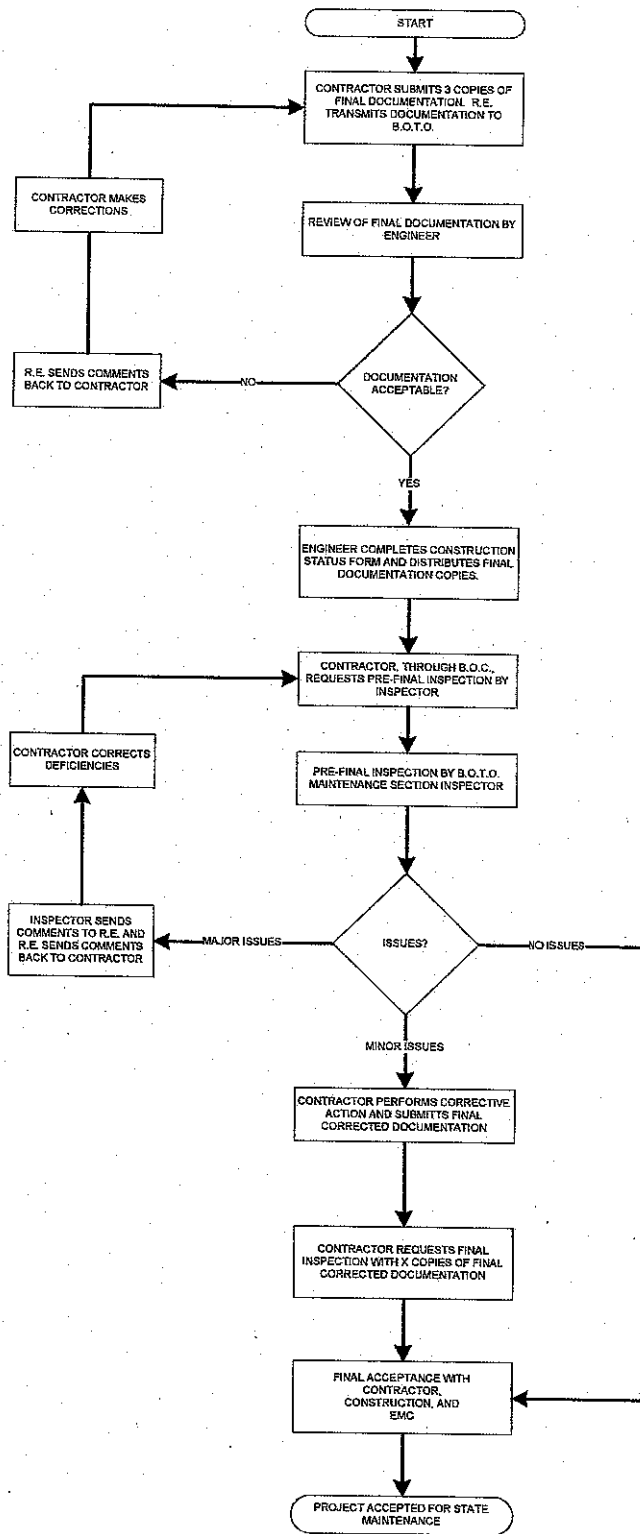 START
CONTRACTOR SUBMITS 3 COPIES OF
FINAL DOCUMENTATION. R.E.
TRANSMITS DOCUMENTATION TO
B.O.T.O.
CONTRACTOR MAKES
CORRECTIONS
REVIEW OF FINAL DOCUMENTATION BY
ENGINEER
R.E. SENDS COMMENTS
BACK TO CONTRACTOR
NO
DOCUMENTATION
ACCEPTABLE?
YES
ENGINEER COMPLETES CONSTRUCTION
STATUS FORM AND DISTRIBUTES FINAL
DOCUMENTATION COPIES.
CONTRACTOR, THROUGH B.O.C.,
REQUESTS PRE-FINAL INSPECTION BY
INSPECTOR
CONTRACTOR CORRECTS
DEFICIENCIES
PRE-FINAL INSPECTION BY B.O.T.O.
MAINTENANCE SECTION INSPECTOR
INSPECTOR SENDS
COMMENTS TO R.E. AND
R.E. SENDS COMMENTS
BACK TO CONTRACTOR
MAJOR ISSUES
ISSUES?
NO ISSUES
MINOR ISSUES
CONTRACTOR PERFORMS CORRECTIVE
ACTION AND SUBMITTS FINAL
CORRECTED DOCUMENTATION
CONTRACTOR REQUESTS FINAL
INSPECTION WITH X COPIES OF FINAL
CORRECTED DOCUMENTATION
FINAL ACCEPTANCE WITH
CONTRACTOR,
CONSTRUCTION, AND
EMC
PROJECT ACCEPTED FOR STATE
MAINTENANCE